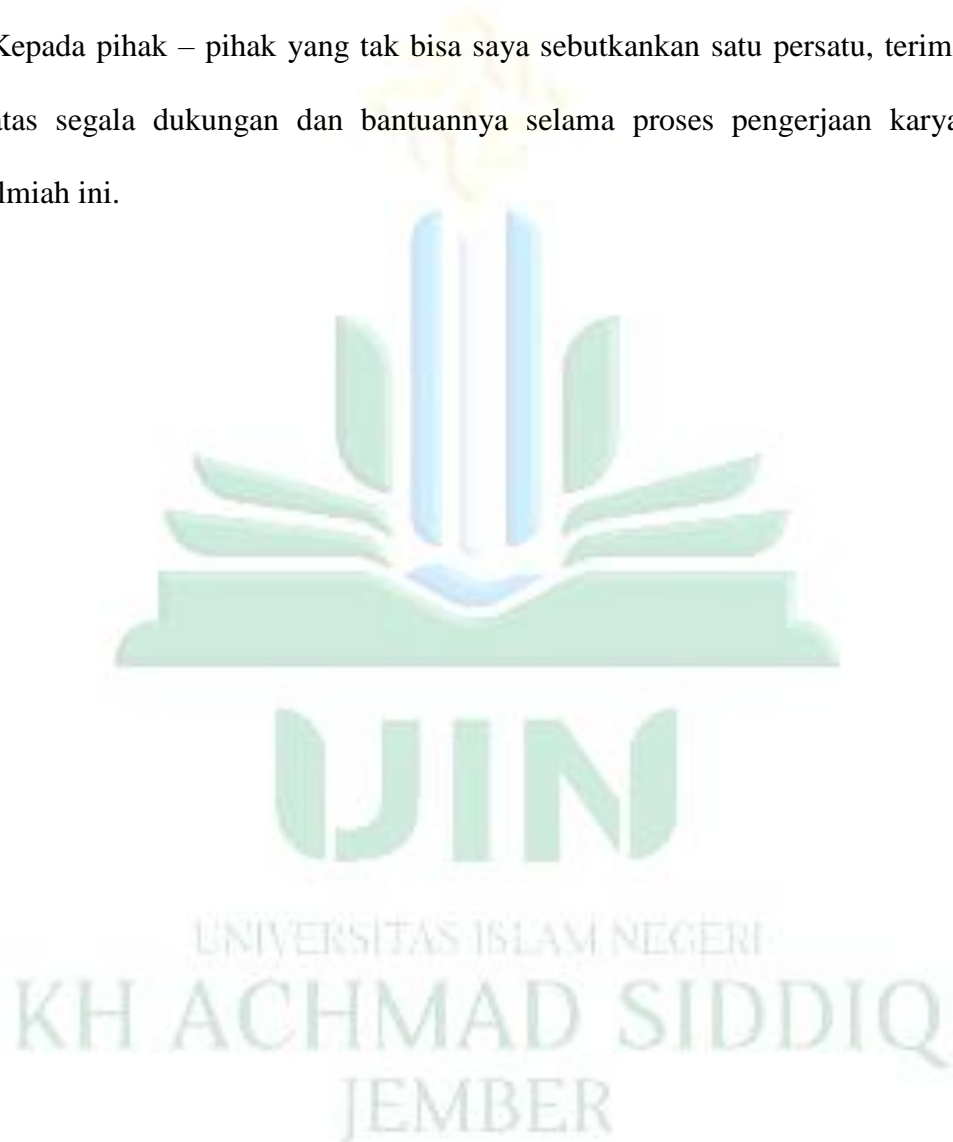 Kepada pihak – pihak yang tak bisa saya sebutkankan satu persatu, terim
atas segala dukungan dan bantuannya selama proses pengerjaan karya
lmiah ini.
UIN
UNIVERSITAS ISLAM NEGERI
KH ACHMAD SIDDIQ
JEMBER